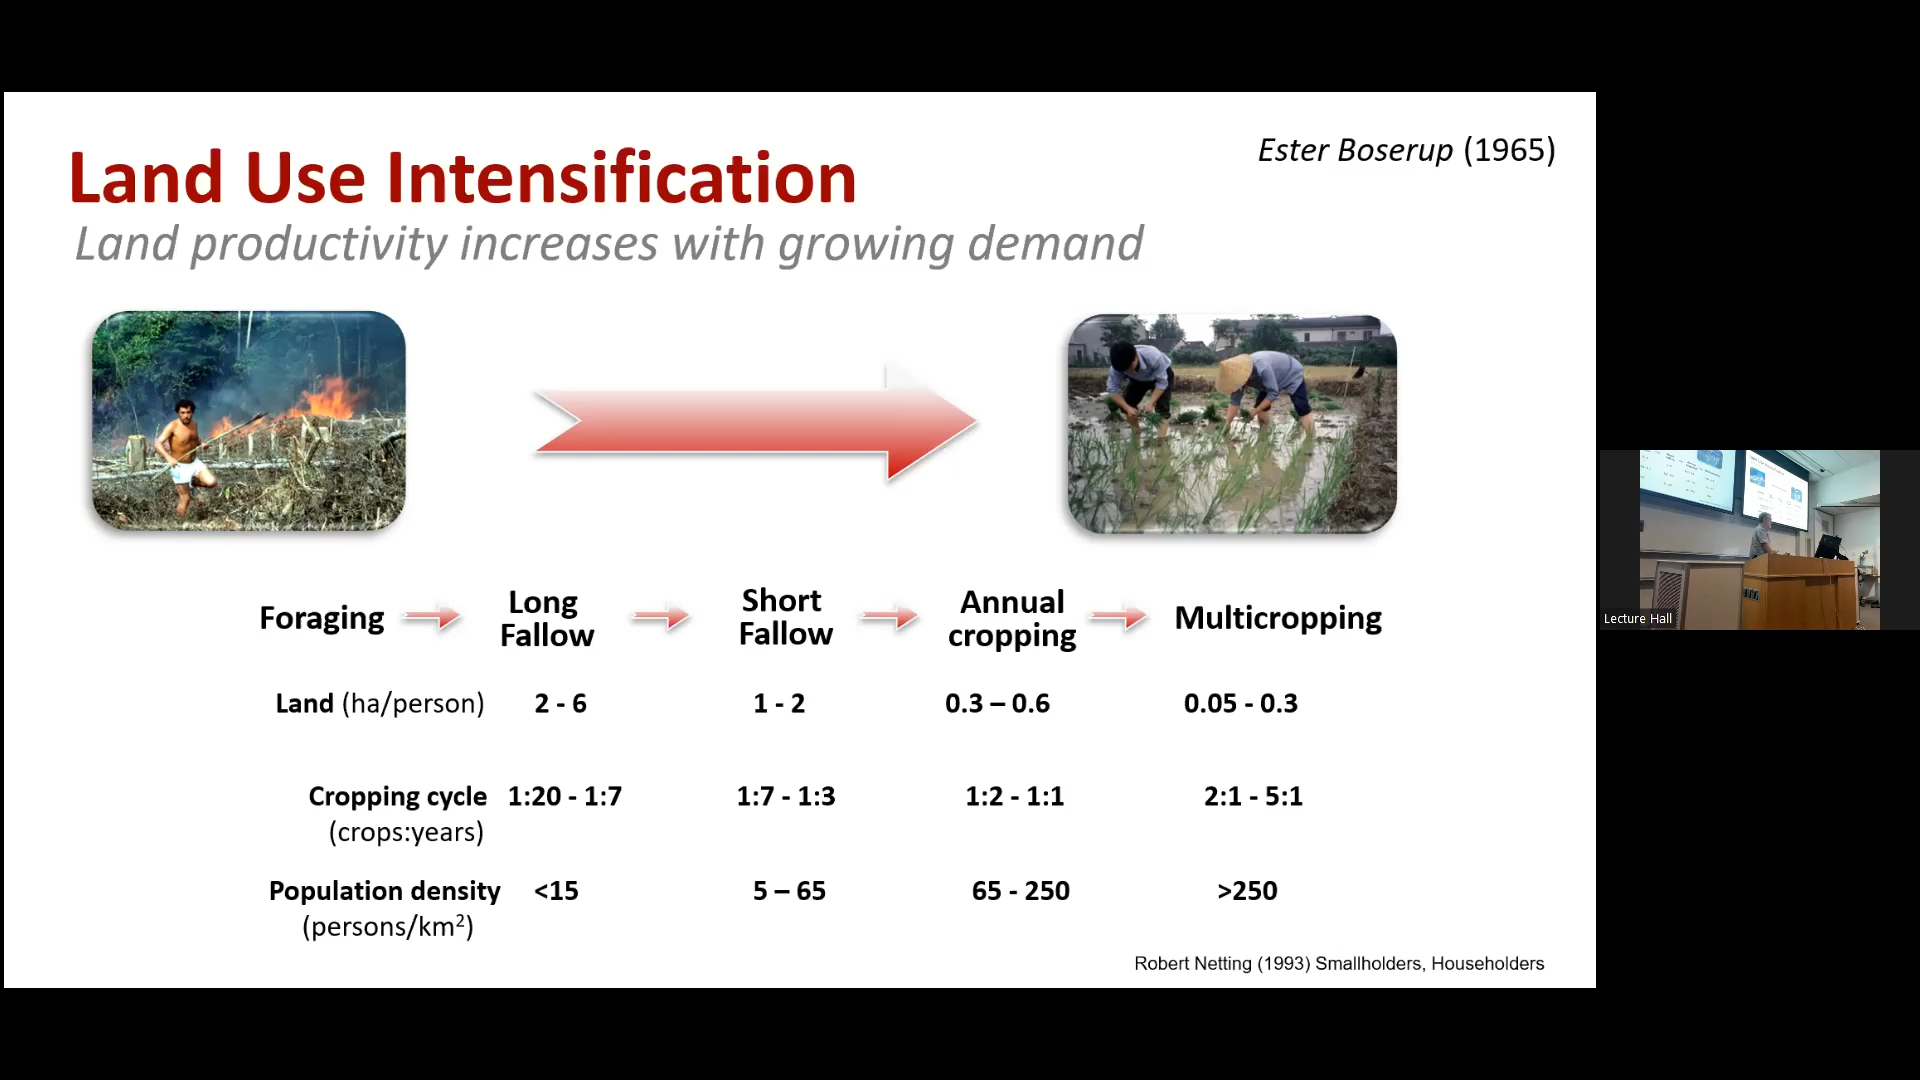 Ester Boserup (1965)
Land Use Intensification
Land productivity increases with growing demand
Foraging
Long
Fallow
Short
Fallow
Annual
cropping
Multicropping
Land (ha/person) 2 - 6 1 - 2 0.3 – 0.6 0.05 - 0.3
Cropping cycle 1:20 - 1:7 1:7 - 1:3 1:2 - 1:1 2:1 - 5:1
(crops:years)
Population density <15 5 – 65 65 - 250 >250
(persons/km²)
Robert Netting (1993) Smallholders, Householders
Lecture Hall